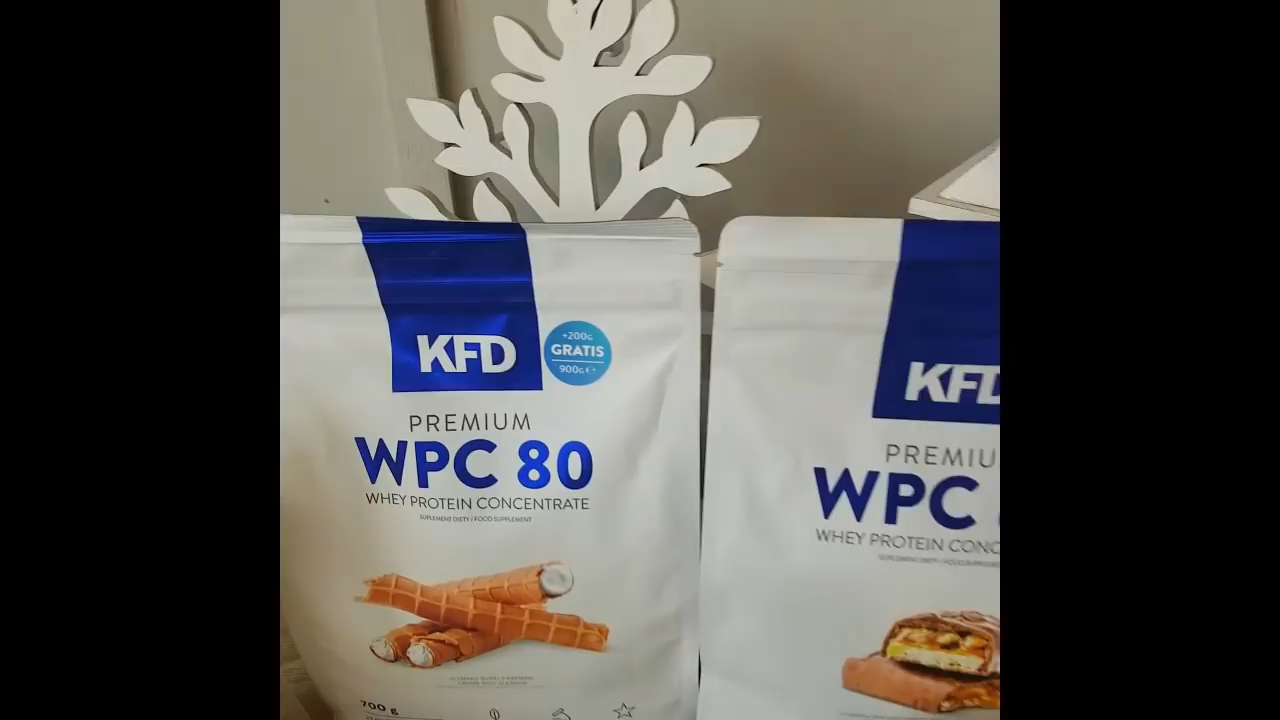 KFD
+200G
GRATIS
900G
PREMIUM
WPC 80
WHEY PROTEIN CONCENTRATE
SUPLEMENT DIETY / FOOD SUPPLEMENT
700 g
KFD
PREMIU
WPC
WHEY PROTEIN CONC